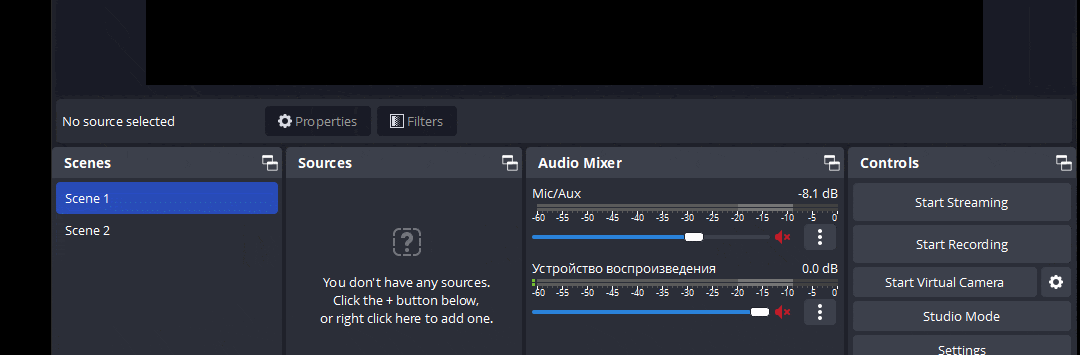 No source selected
Properties
Filters
Scenes
Sources
Audio Mixer
Controls
Scene 1
Scene 2
You don't have any sources.
Click the + button below,
or right click here to add one.
Mic/Aux
-8.1 dB
-60 -55 -50 -45 -40 -35 -30 -25 -20 -15 -10 -5 0
Устройство воспроизведения
0.0 dB
-60 -55 -50 -45 -40 -35 -30 -25 -20 -15 -10 -5 0
Start Streaming
Start Recording
Start Virtual Camera
Studio Mode
Settings